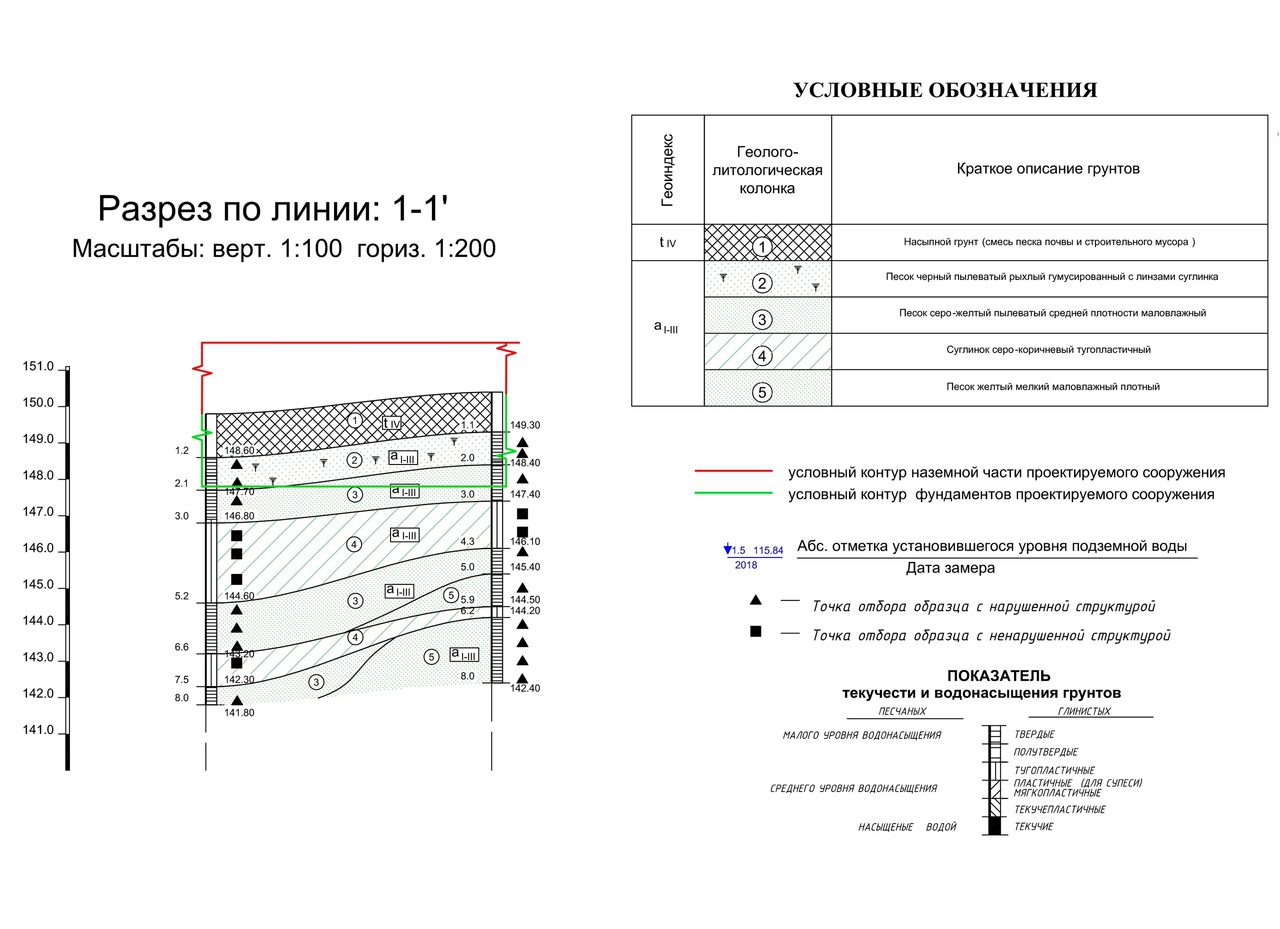 УСЛОВНЫЕ ОБОЗНАЧЕНИЯ
Разрез по линии: 1-1'
Масштабы: верт. 1:100 гориз. 1:200
151.0
150.0
149.0
148.0
147.0
146.0
145.0
144.0
143.0
142.0
141.0
1.2
2.1
3.0
5.2
6.6
7.5
8.0
148.60
147.70
146.80
144.60
143.20
142.30
141.80
1
t IV
2
a I-III
3
a I-III
4
a I-III
3
a I-III
5
4
5
a I-III
3
1.1
2.0
3.0
4.3
5.0
5.9
6.2
8.0
149.30
148.40
147.40
146.10
145.40
144.50
144.20
142.40
Геоиндекс
Геолого-
литологическая
колонка
Краткое описание грунтов
t IV
1
Насыпной грунт (смесь песка почвы и строительного мусора )
a I-III
2
Песок черный пылеватый рыхлый гумусированный с линзами суглинка
3
Песок серо-желтый пылеватый средней плотности маловлажный
4
Суглинок серо-коричневый тугопластичный
5
Песок желтый мелкий маловлажный плотный
условный контур наземной части проектируемого сооружения
условный контур фундаментов проектируемого сооружения
1.5 115.84
2018
Абс. отметка установившегося уровня подземной воды
Дата замера
Точка отбора образца с нарушенной структурой
Точка отбора образца с ненарушенной структурой
ПОКАЗАТЕЛЬ
текучести и водонасыщения грунтов
ПЕСЧАНЫХ
ГЛИНИСТЫХ
МАЛОГО УРОВНЯ ВОДОНАСЫЩЕНИЯ
ТВЕРДЫЕ
ПОЛУТВЕРДЫЕ
ТУГОПЛАСТИЧНЫЕ
СРЕДНЕГО УРОВНЯ ВОДОНАСЫЩЕНИЯ
ПЛАСТИЧНЫЕ (ДЛЯ СУПЕСИ)
МЯГКОПЛАСТИЧНЫЕ
ТЕКУЧЕПЛАСТИЧНЫЕ
НАСЫЩЕНЫЕ ВОДОЙ
ТЕКУЧИЕ